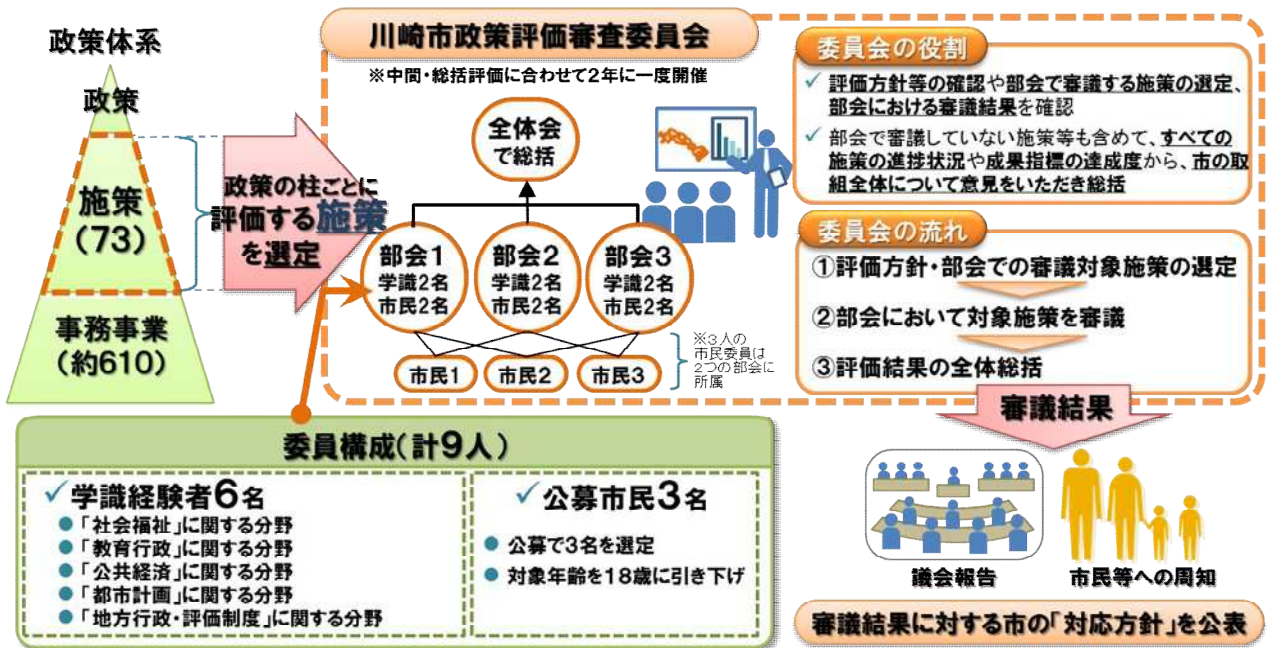 政策体系
政策
施策
(73)
事務事業
(約610)
政策の柱ごとに
評価する施策
を選定
川崎市政策評価審査委員会
※中間・総括評価に合わせて2年に一度開催
全体会
で総括
部会1
学識2名
市民2名
部会2
学識2名
市民2名
部会3
学識2名
市民2名
市民1
市民2
市民3
※3人の
市民委員は
2つの部会に
所属
委員会の役割
✓ 評価方針等の確認や部会で審議する施策の選定、
部会における審議結果を確認
✓ 部会で審議していない施策等も含めて、すべての
施策の進捗状況や成果指標の達成度から、市の取
組全体について意見をいただき総括
委員会の流れ
①評価方針・部会での審議対象施策の選定
②部会において対象施策を審議
③評価結果の全体総括
審議結果
議会報告
市民等への周知
審議結果に対する市の「対応方針」を公表
委員構成(計9人)
✓学識経験者6名
●「社会福祉」に関する分野
●「教育行政」に関する分野
●「公共経済」に関する分野
●「都市計画」に関する分野
●「地方行政・評価制度」に関する分野
✓公募市民3名
● 公募で3名を選定
● 対象年齢を18歳に引き下げ